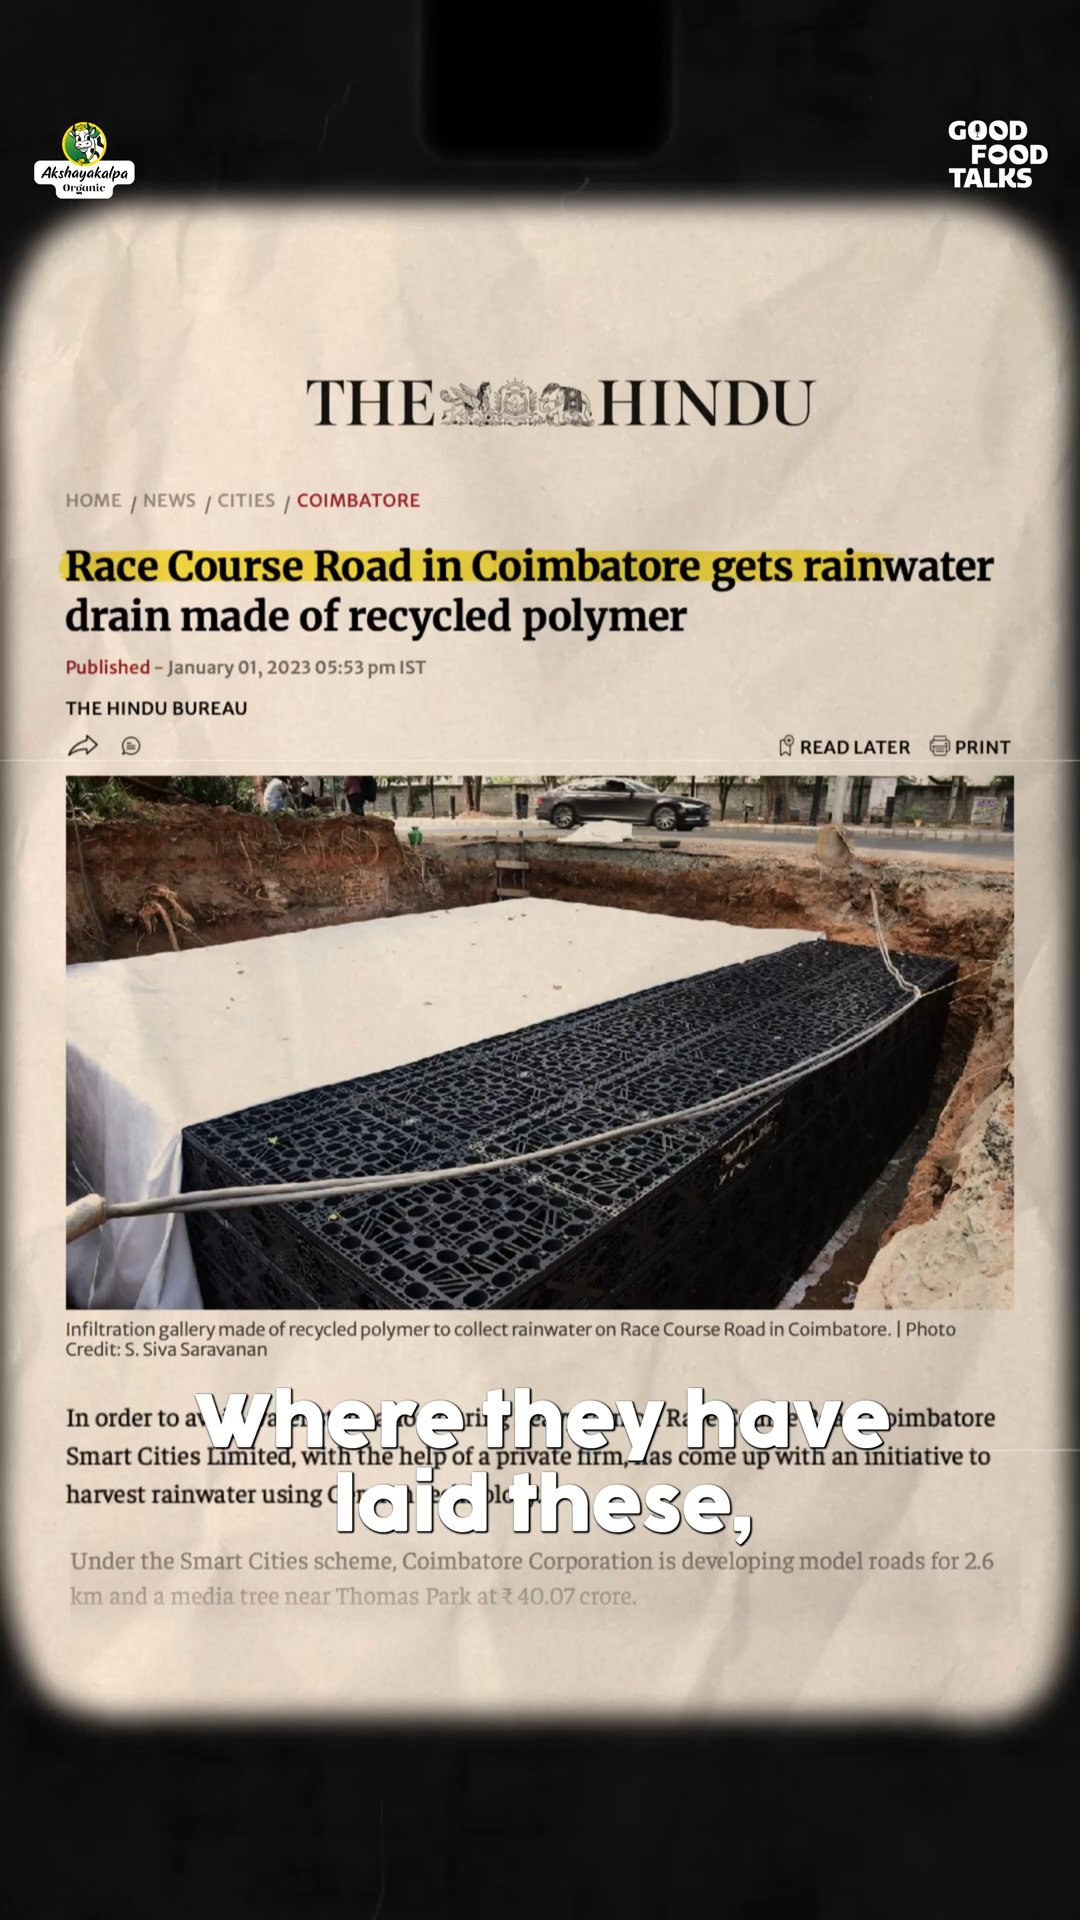 Akshayakalpa
Organic
GOOD
FOOD
TALKS
THE HINDU
HOME / NEWS / CITIES / COIMBATORE
Race Course Road in Coimbatore gets rainwater
drain made of recycled polymer
Published – January 01, 2023 05:53 pm IST
THE HINDU BUREAU
READ LATER PRINT
Infiltration gallery made of recycled polymer to collect rainwater on Race Course Road in Coimbatore. | Photo
Credit: S. Siva Saravanan
Where they have
laid these,
In order to
Smart Cities Limited, with the help of a private firm, has come up with an initiative to
harvest rainwater using
Under the Smart Cities scheme, Coimbatore Corporation is developing model roads for 2.6
km and a media tree near Thomas Park at ₹ 40.07 crore.